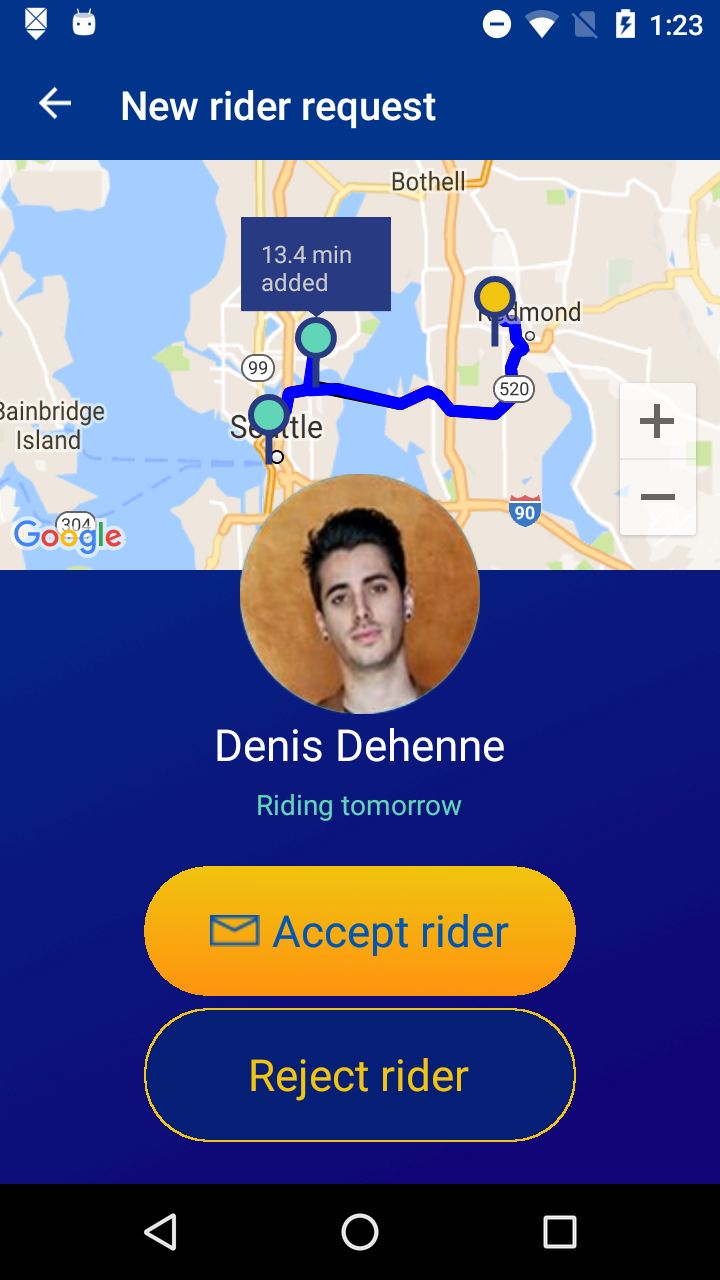 1:23
New rider request
Bothell
13.4 min
added
Redmond
99
520
Bainbridge
Island
Seattle
90
304
Google
Denis Dehenne
Riding tomorrow
Accept rider
Reject rider